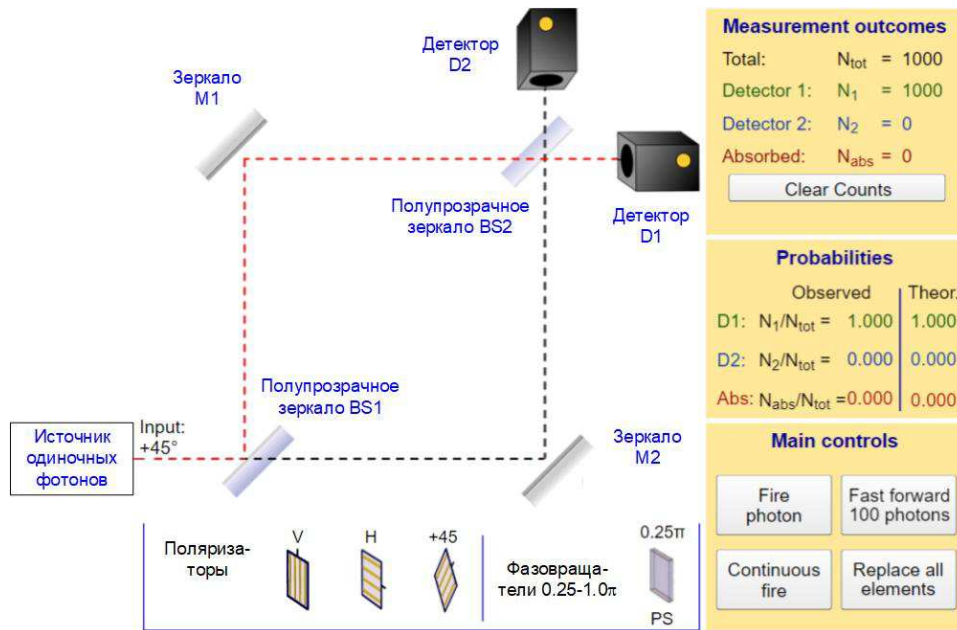 Детектор
D2
Зеркало
M1
Полупрозрачное
зеркало BS2
Детектор
D1
Полупрозрачное
зеркало BS1
Input:
+45°
Источник
одиночных
фотонов
Зеркало
M2
Поляриза-
торы
V
H
+45
Фазовраща-
тели 0.25-1.0π
0.25π
PS
Measurement outcomes
Total: Ntot = 1000
Detector 1: N1 = 1000
Detector 2: N2 = 0
Absorbed: Nabs = 0
Clear Counts
Probabilities
Observed Theor.
D1: N1/Ntot = 1.000 1.000
D2: N2/Ntot = 0.000 0.000
Abs: Nabs/Ntot =0.000 0.000
Main controls
Fire
photon
Fast forward
100 photons
Continuous
fire
Replace all
elements